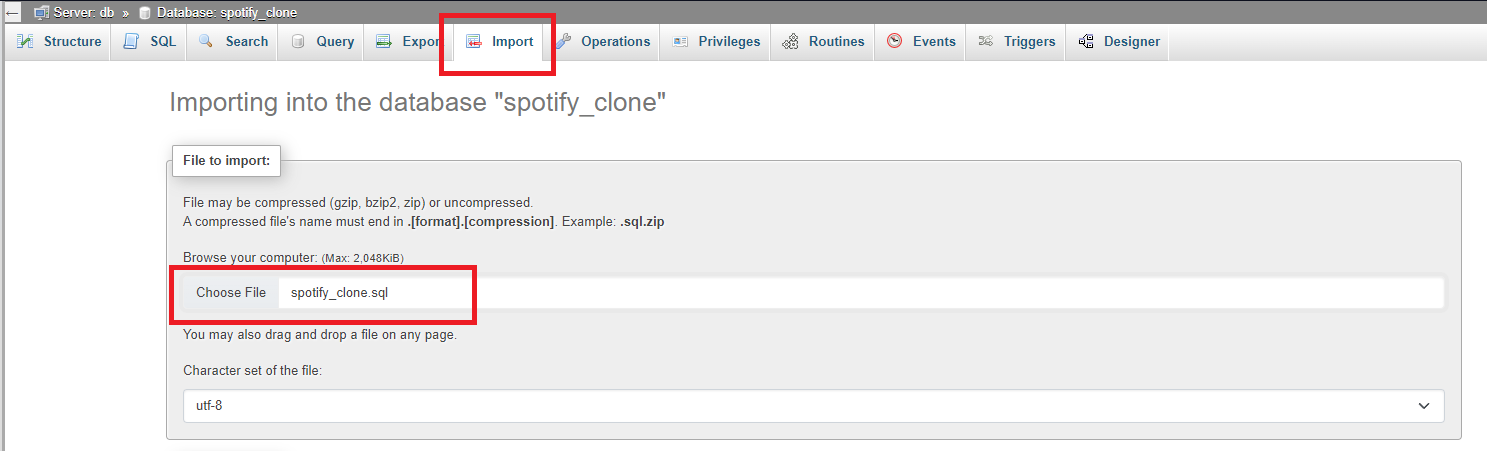 Server: db » Database: spotify_clone
Structure SQL Search Query Expor Import Operations Privileges Routines Events Triggers Designer
Importing into the database "spotify_clone"
File to import:
File may be compressed (gzip, bzip2, zip) or uncompressed.
A compressed file's name must end in .[format].[compression]. Example: .sql.zip
Browse your computer: (Max: 2,048KiB)
Choose File spotify_clone.sql
You may also drag and drop a file on any page.
Character set of the file:
utf-8